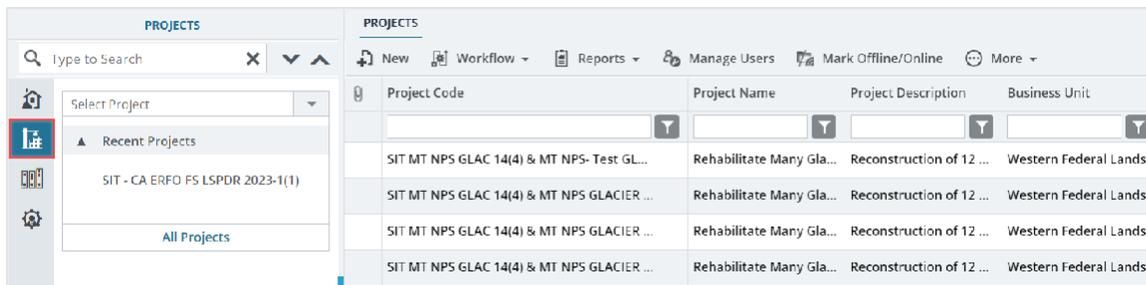 PROJECTS
Type to Search
Select Project
Recent Projects
SIT - CA ERFO FS LSPDR 2023-1(1)
All Projects
PROJECTS
New Workflow Reports Manage Users Mark Offline/Online More
Project Code Project Name Project Description Business Unit
SIT MT NPS GLAC 14(4) & MT NPS- Test GL... Rehabilitate Many Gla... Reconstruction of 12 ... Western Federal Lands
SIT MT NPS GLAC 14(4) & MT NPS GLACIER ... Rehabilitate Many Gla... Reconstruction of 12 ... Western Federal Lands
SIT MT NPS GLAC 14(4) & MT NPS GLACIER ... Rehabilitate Many Gla... Reconstruction of 12 ... Western Federal Lands
SIT MT NPS GLAC 14(4) & MT NPS GLACIER ... Rehabilitate Many Gla... Reconstruction of 12 ... Western Federal Lands